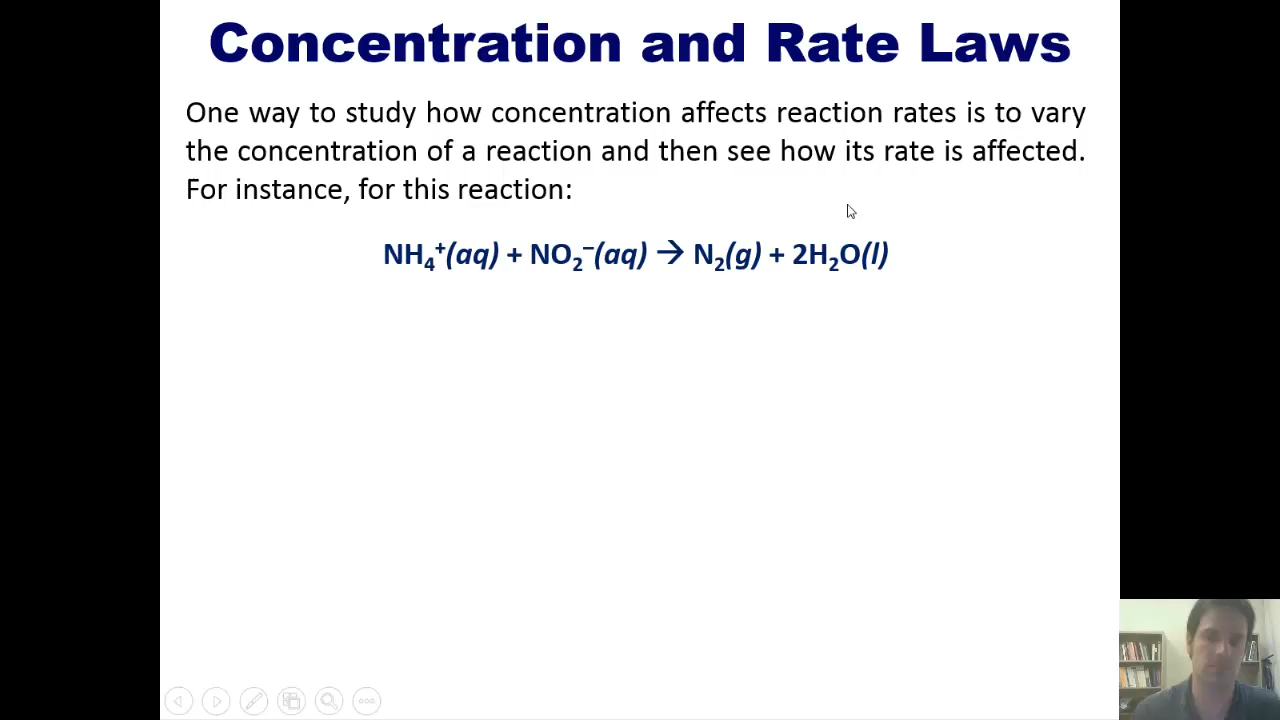 Concentration and Rate Laws
One way to study how concentration affects reaction rates is to vary
the concentration of a reaction and then see how its rate is affected.
For instance, for this reaction:
NH₄⁺(aq) + NO₂⁻(aq) → N₂(g) + 2H₂O(l)